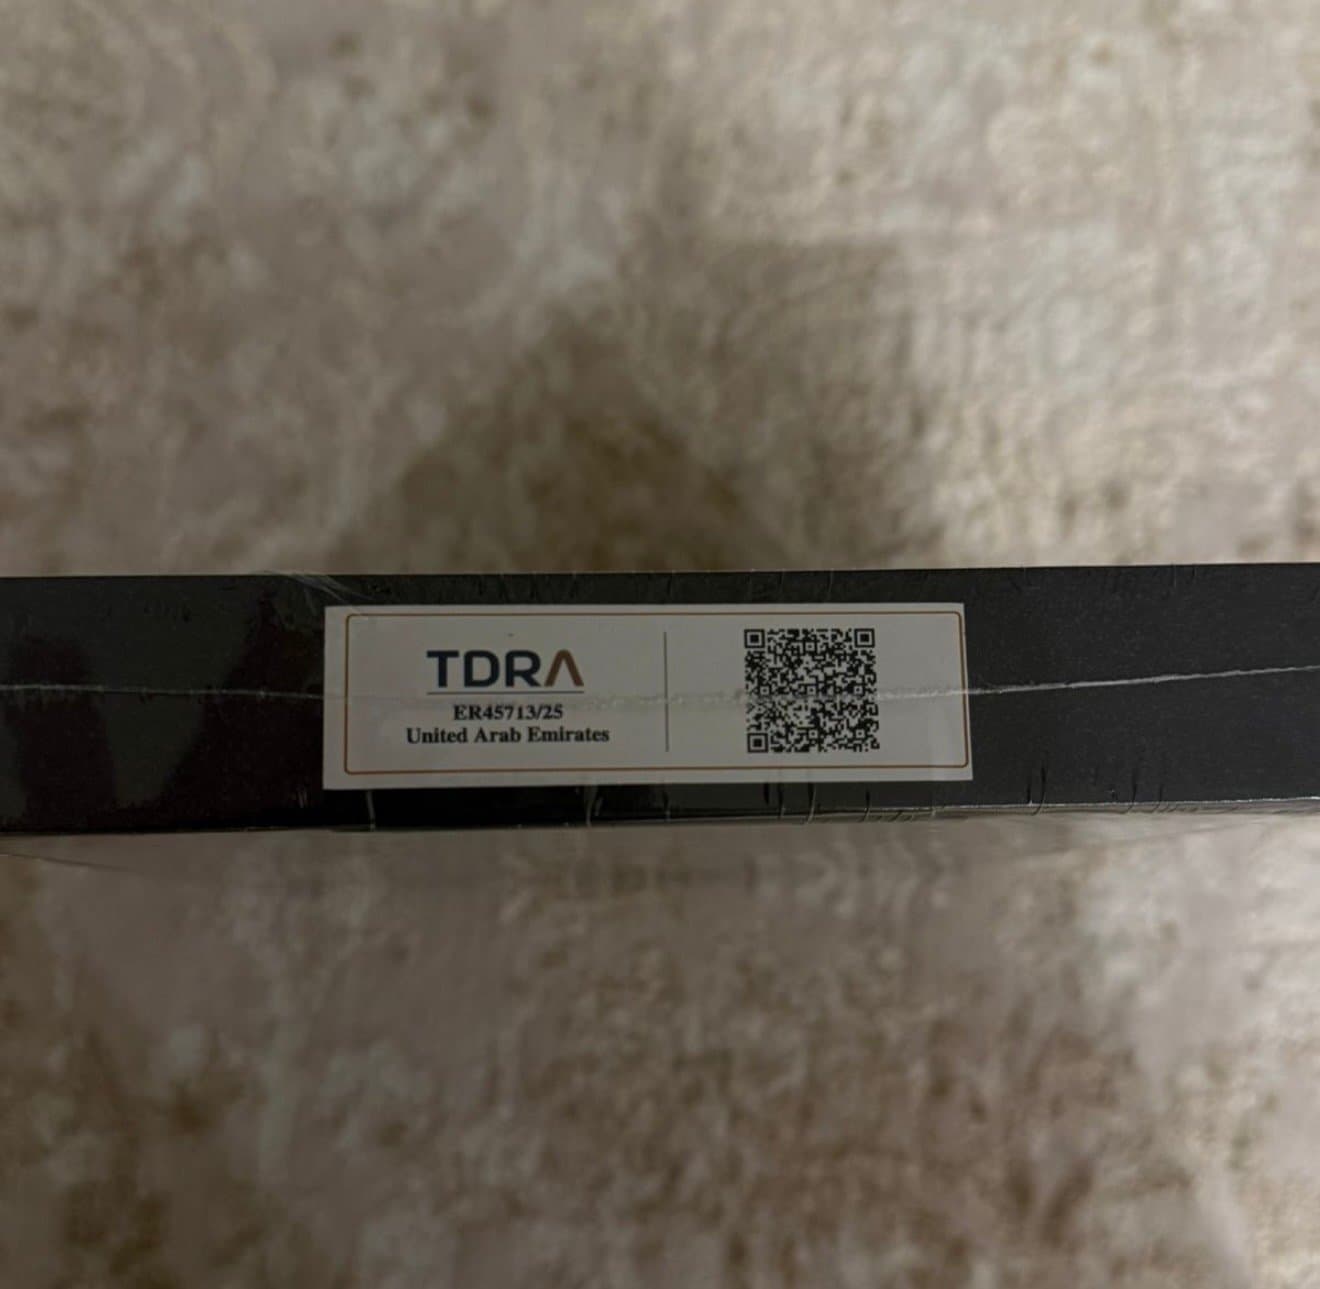 TDRA
ER45713/25
United Arab Emirates